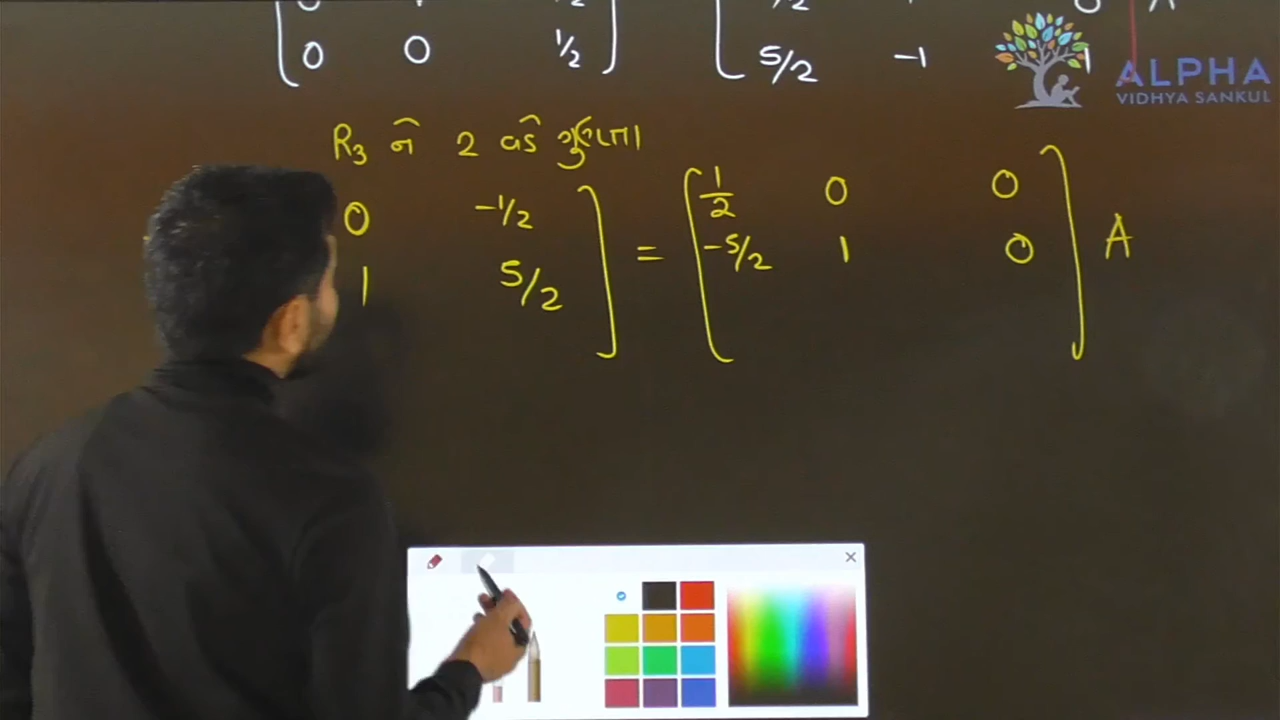 0 0 1/2 5/2 -1 1
ALPHA
VIDHYA SANKUL
R3 ને 2 વડે ગુણતા
0 -1/2 1/2 0 0
1 5/2 = -5/2 1 0 A